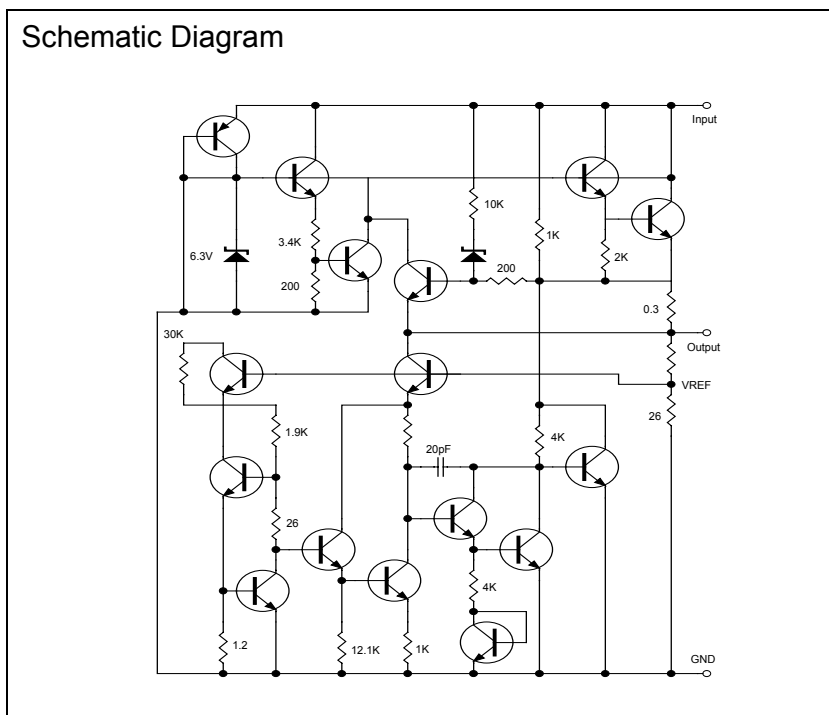 Schematic Diagram
Input
10K
3.4K
1K
6.3V
2K
200
200
0.3
30K
Output
VREF
26
1.9K
4K
20pF
26
4K
1.2
12.1K
1K
GND